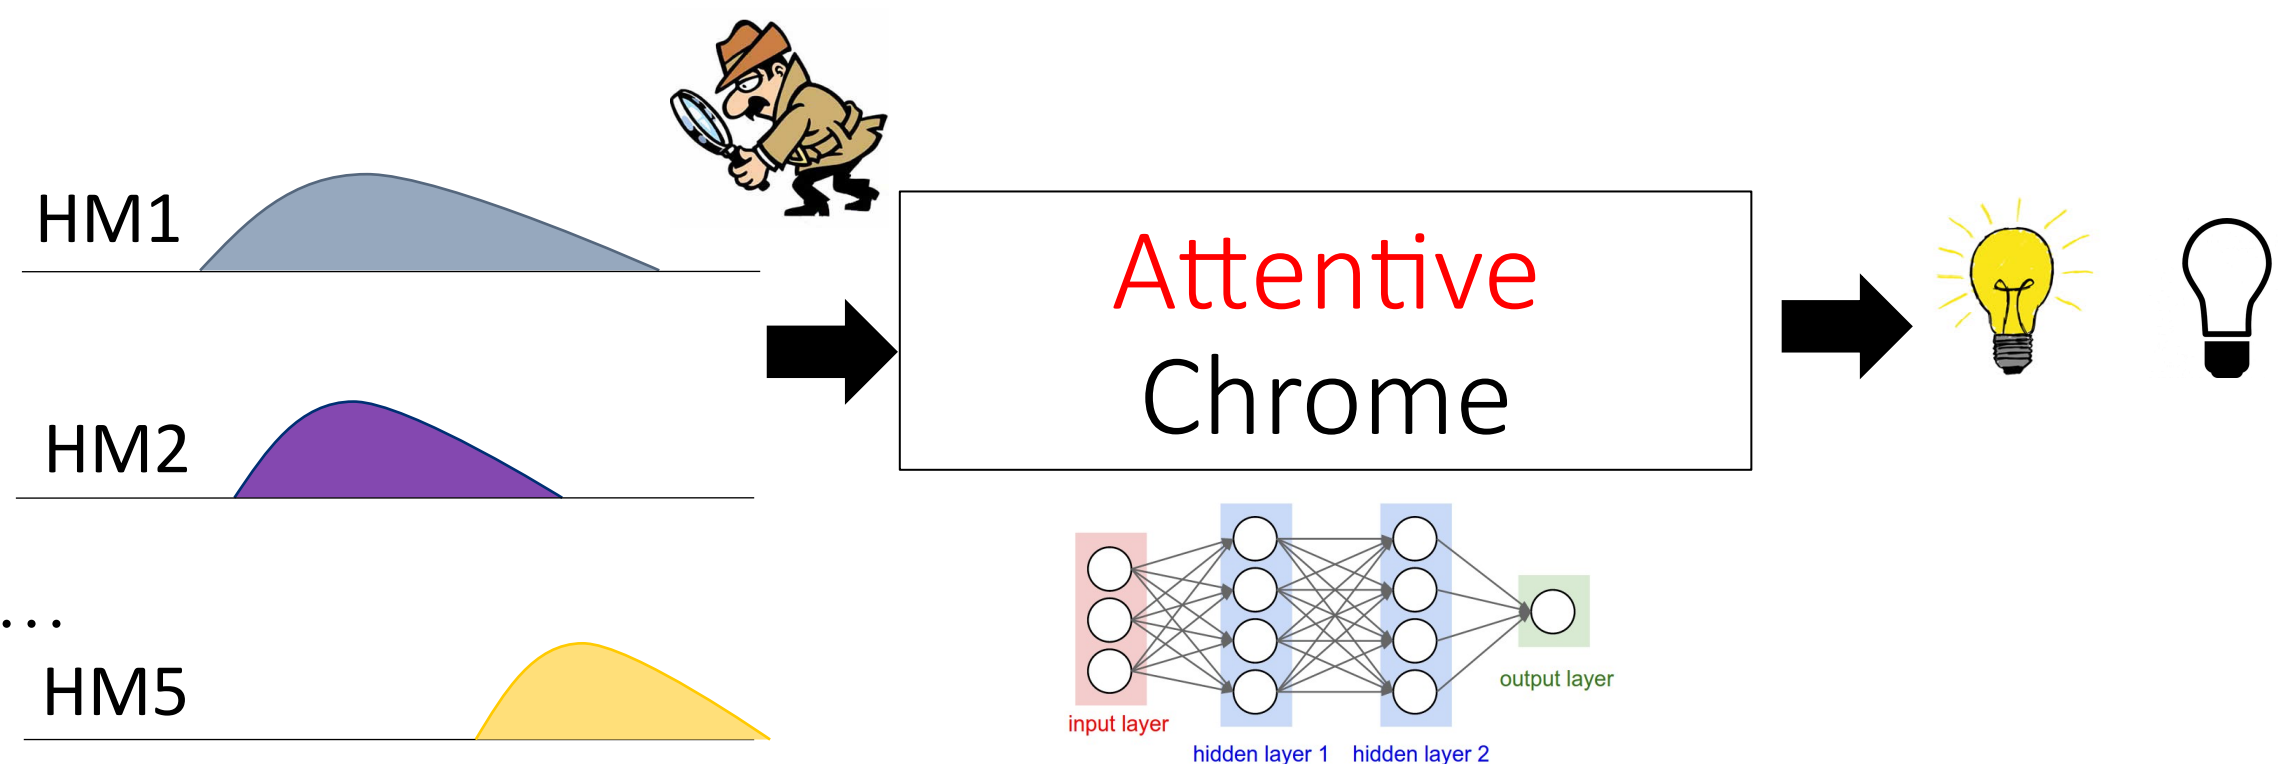 HM1
HM2
...
HM5
Attentive
Chrome
input layer
hidden layer 1
hidden layer 2
output layer